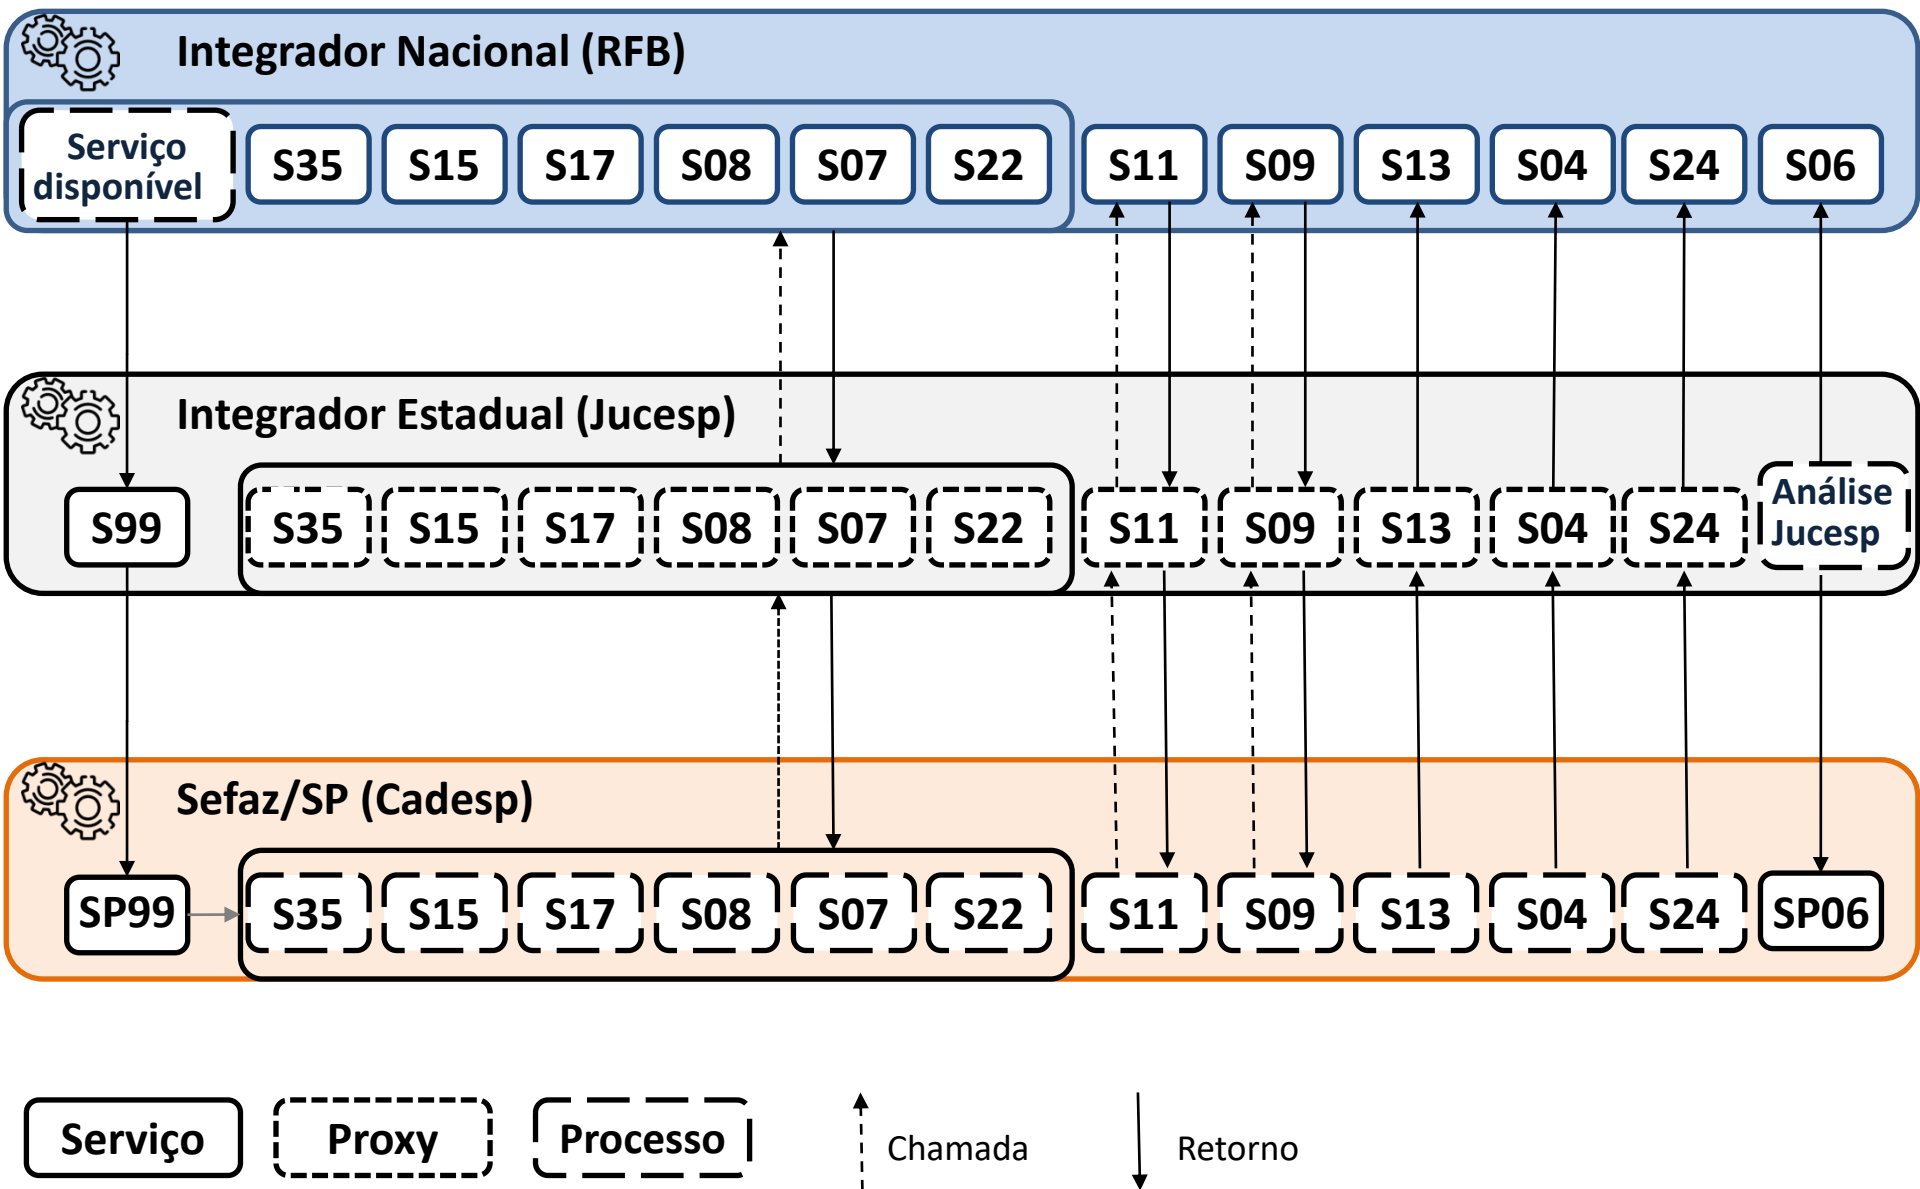 Integrador Nacional (RFB)
Serviço
disponível
S35 S15 S17 S08 S07 S22 S11 S09 S13 S04 S24 S06
Integrador Estadual (Jucesp)
S99 S35 S15 S17 S08 S07 S22 S11 S09 S13 S04 S24
Análise
Jucesp
Sefaz/SP (Cadesp)
SP99 S35 S15 S17 S08 S07 S22 S11 S09 S13 S04 S24 SP06
Serviço
Proxy
Processo
Chamada
Retorno